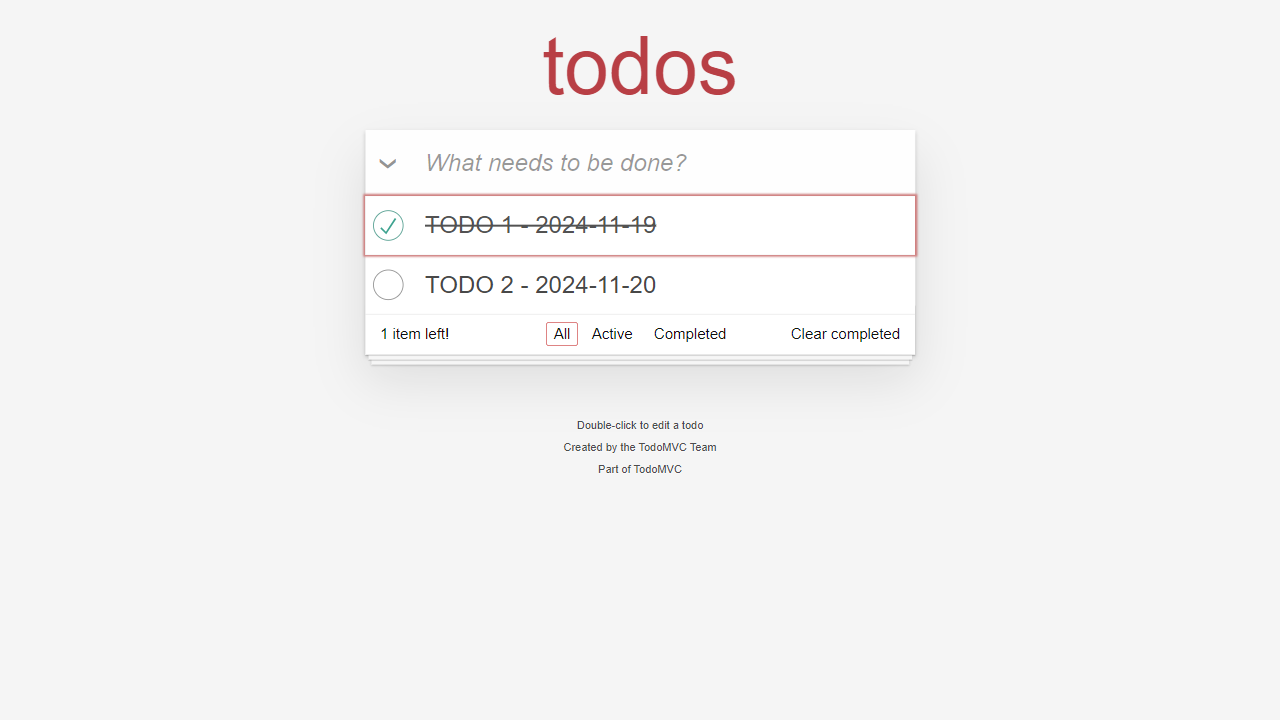 todos
What needs to be done?
TODO 1 - 2024-11-19
TODO 2 - 2024-11-20
1 item left! All Active Completed Clear completed
Double-click to edit a todo
Created by the TodoMVC Team
Part of TodoMVC